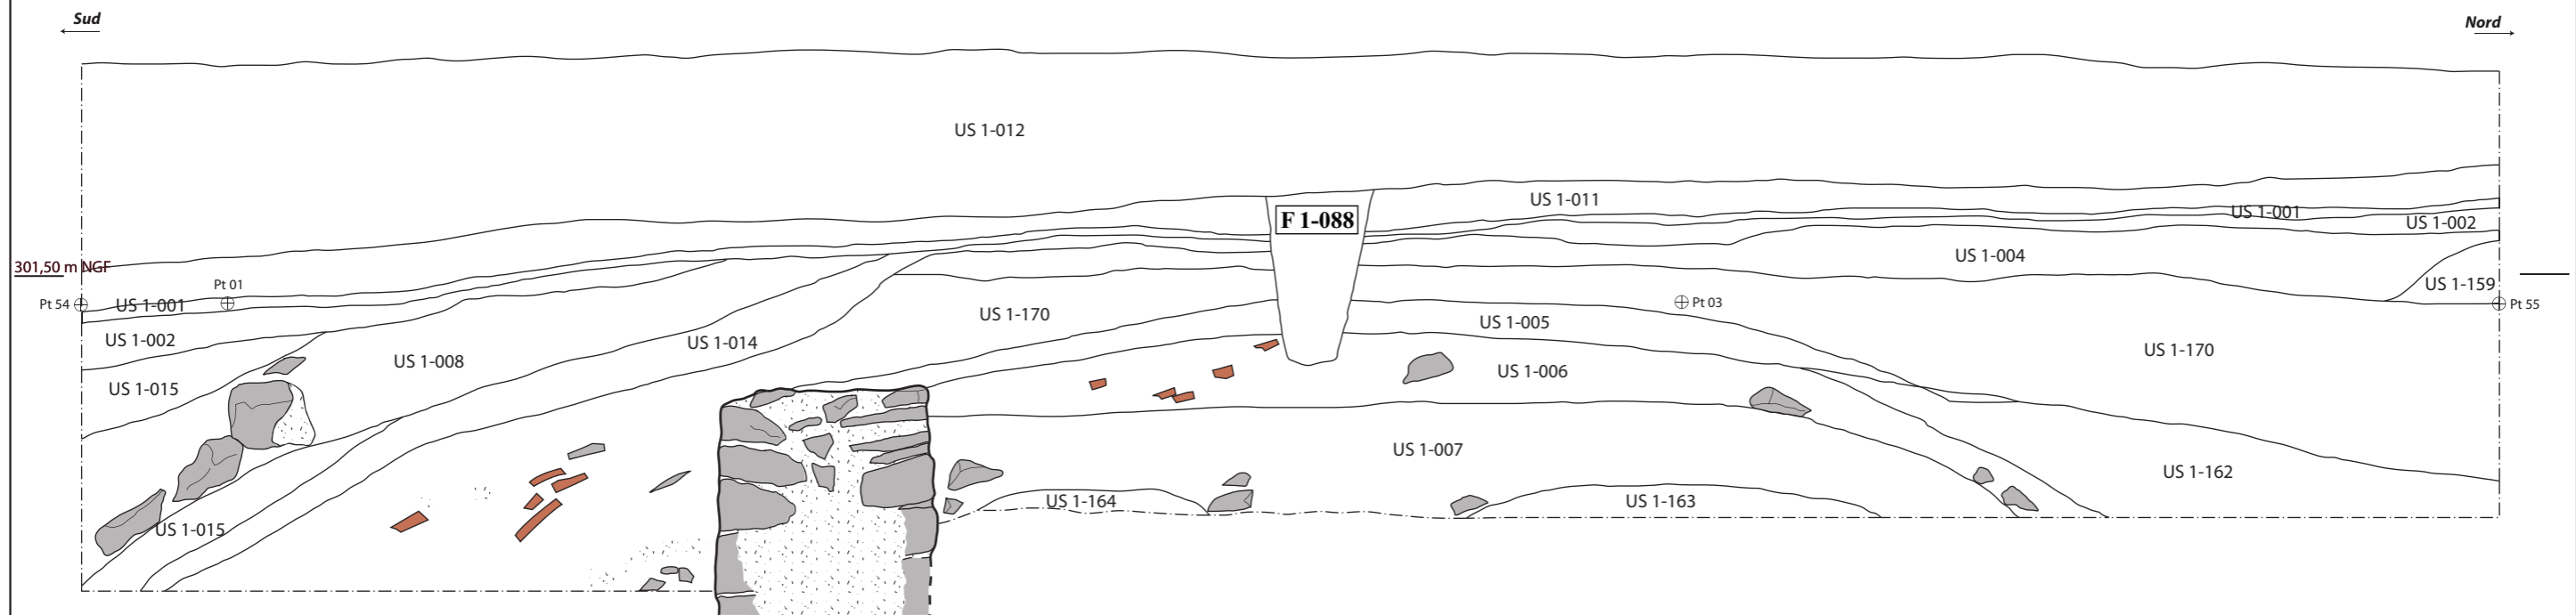 Sud
Nord
US 1-012
US 1-011
F 1-088
US 1-001
US 1-002
US 1-004
301,50 m NGF
US 1-159
Pt 01
Pt 54
US 1-001
Pt 03
Pt 55
US 1-170
US 1-005
US 1-002
US 1-014
US 1-170
US 1-008
US 1-006
US 1-015
US 1-007
US 1-162
US 1-164
US 1-163
US 1-015